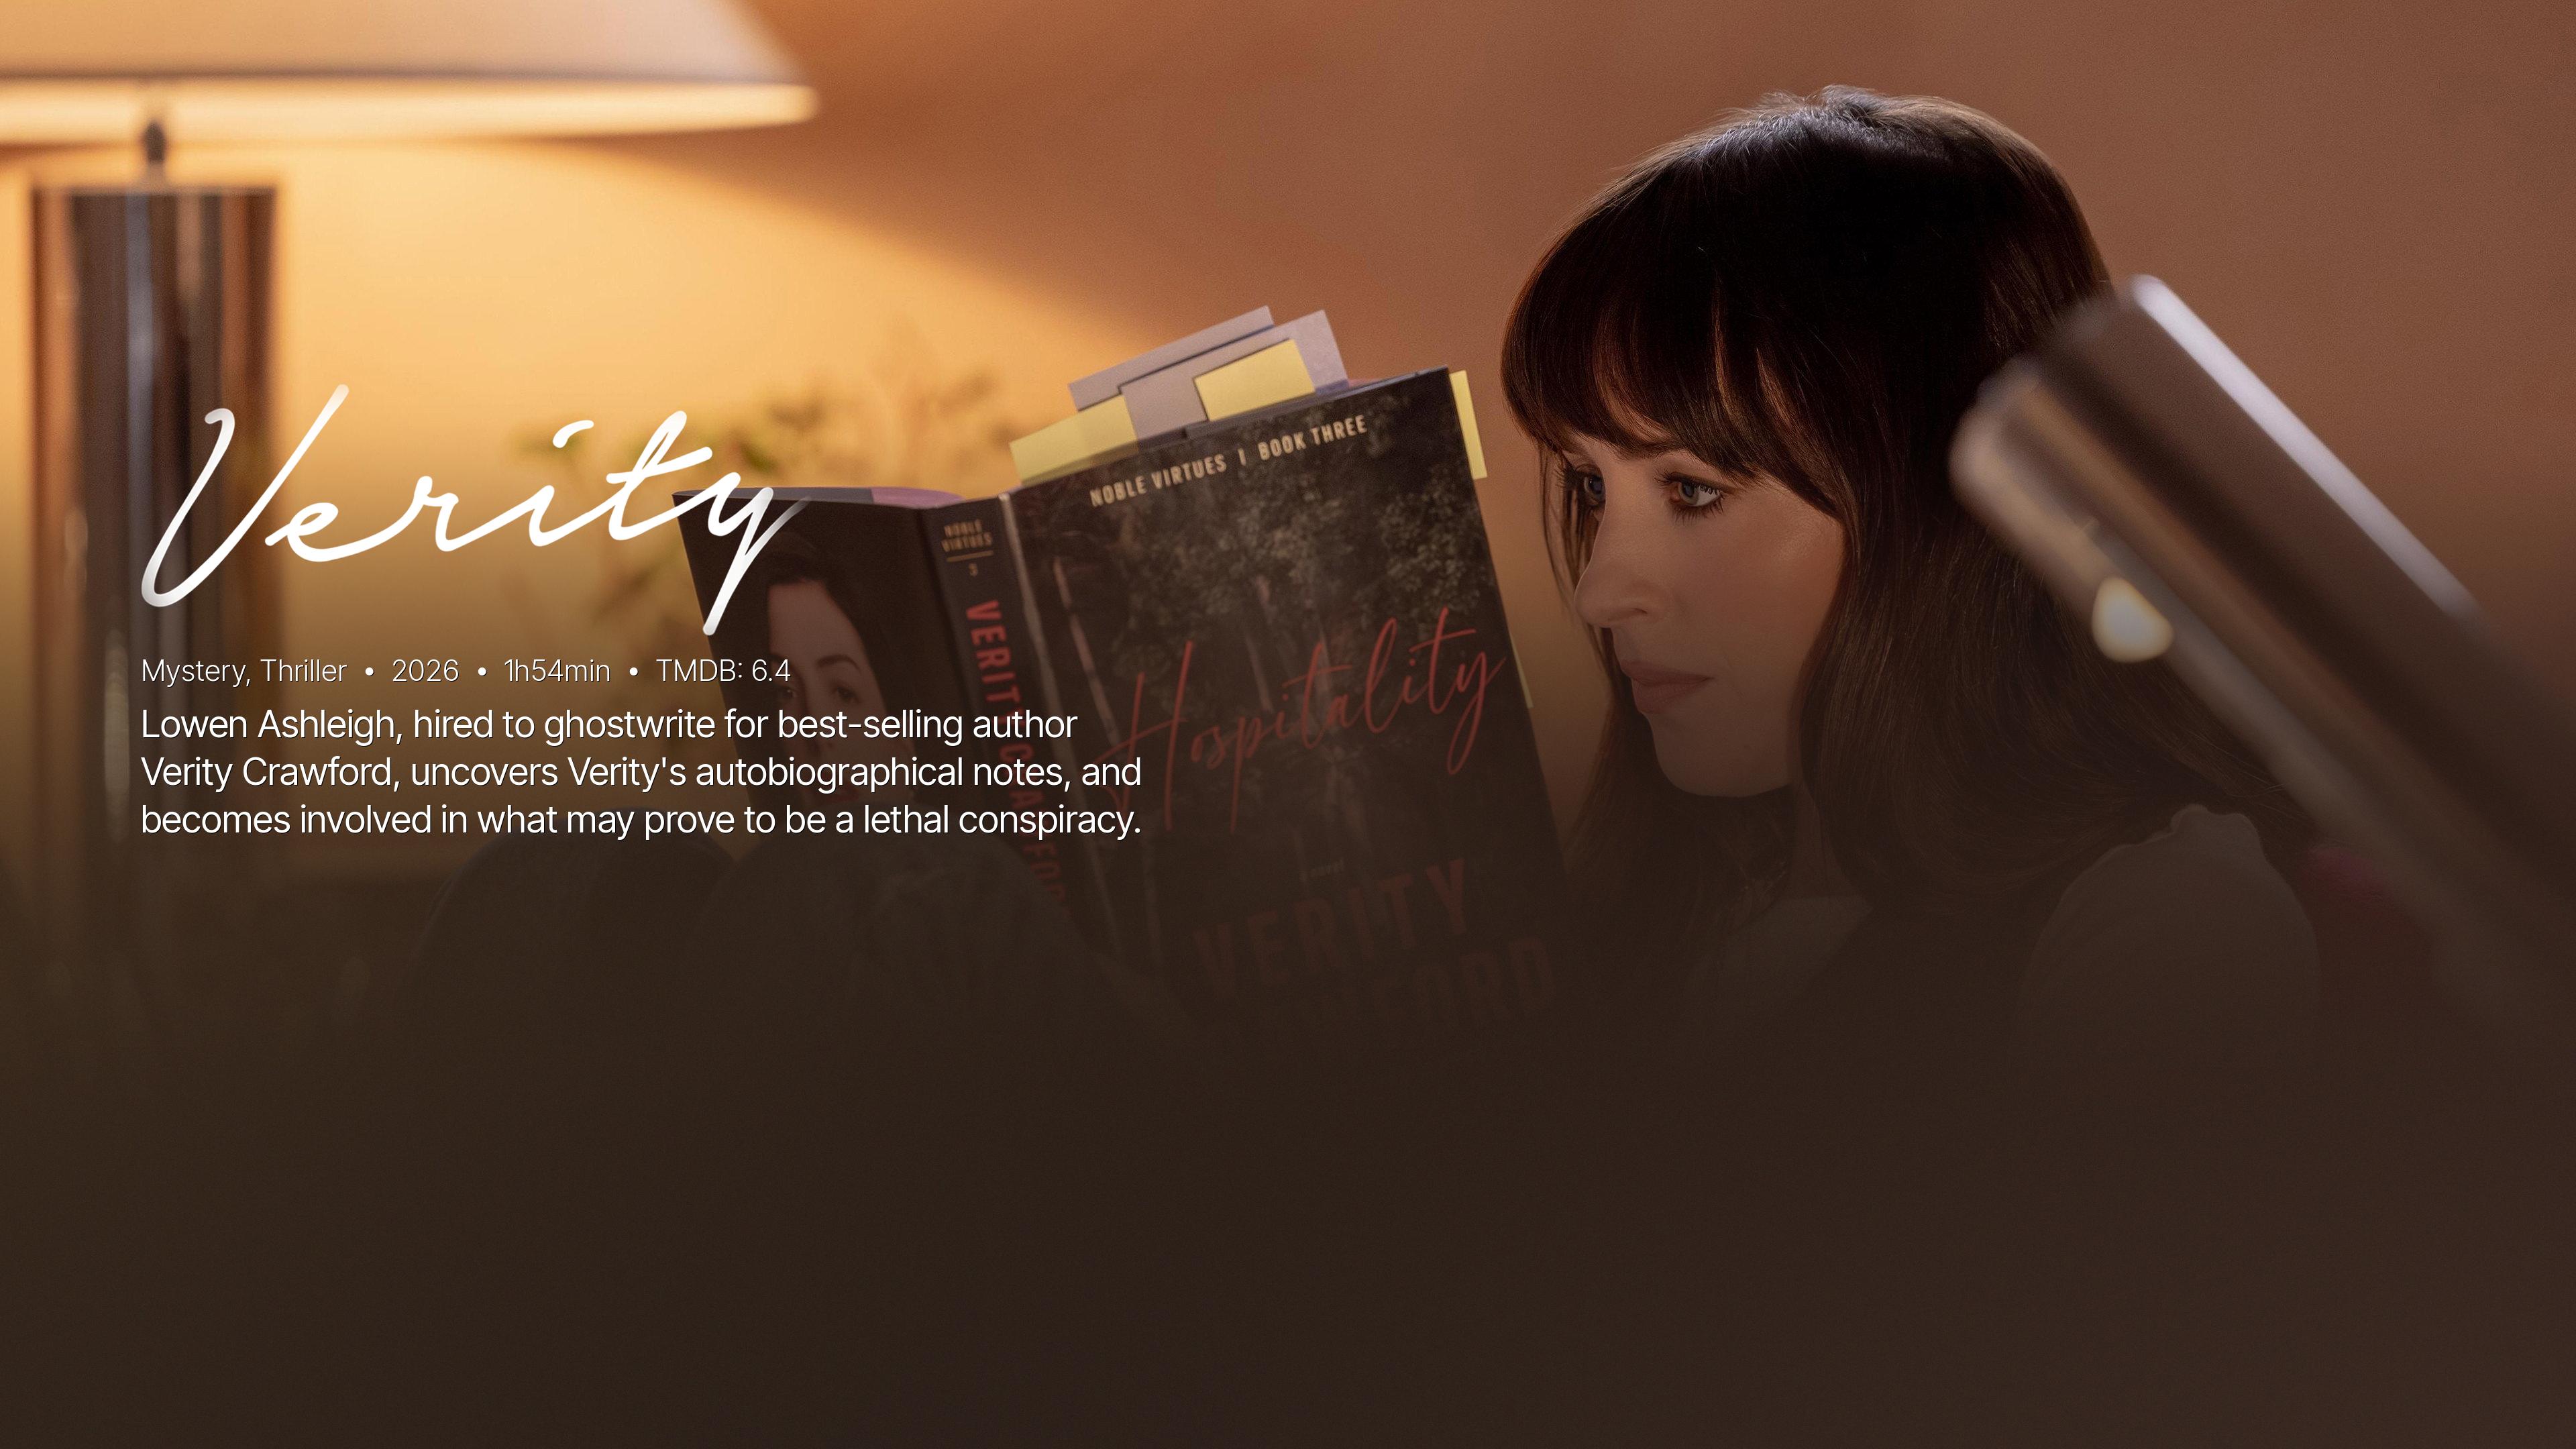 Verity
Mystery, Thriller • 2026 • 1h54min • TMDB: 6.4
Lowen Ashleigh, hired to ghostwrite for best-selling author
Verity Crawford, uncovers Verity's autobiographical notes, and
becomes involved in what may prove to be a lethal conspiracy.
NOBLE
VIRTUES
3
NOBLE VIRTUES | BOOK THREE
Hospitality
VERITY